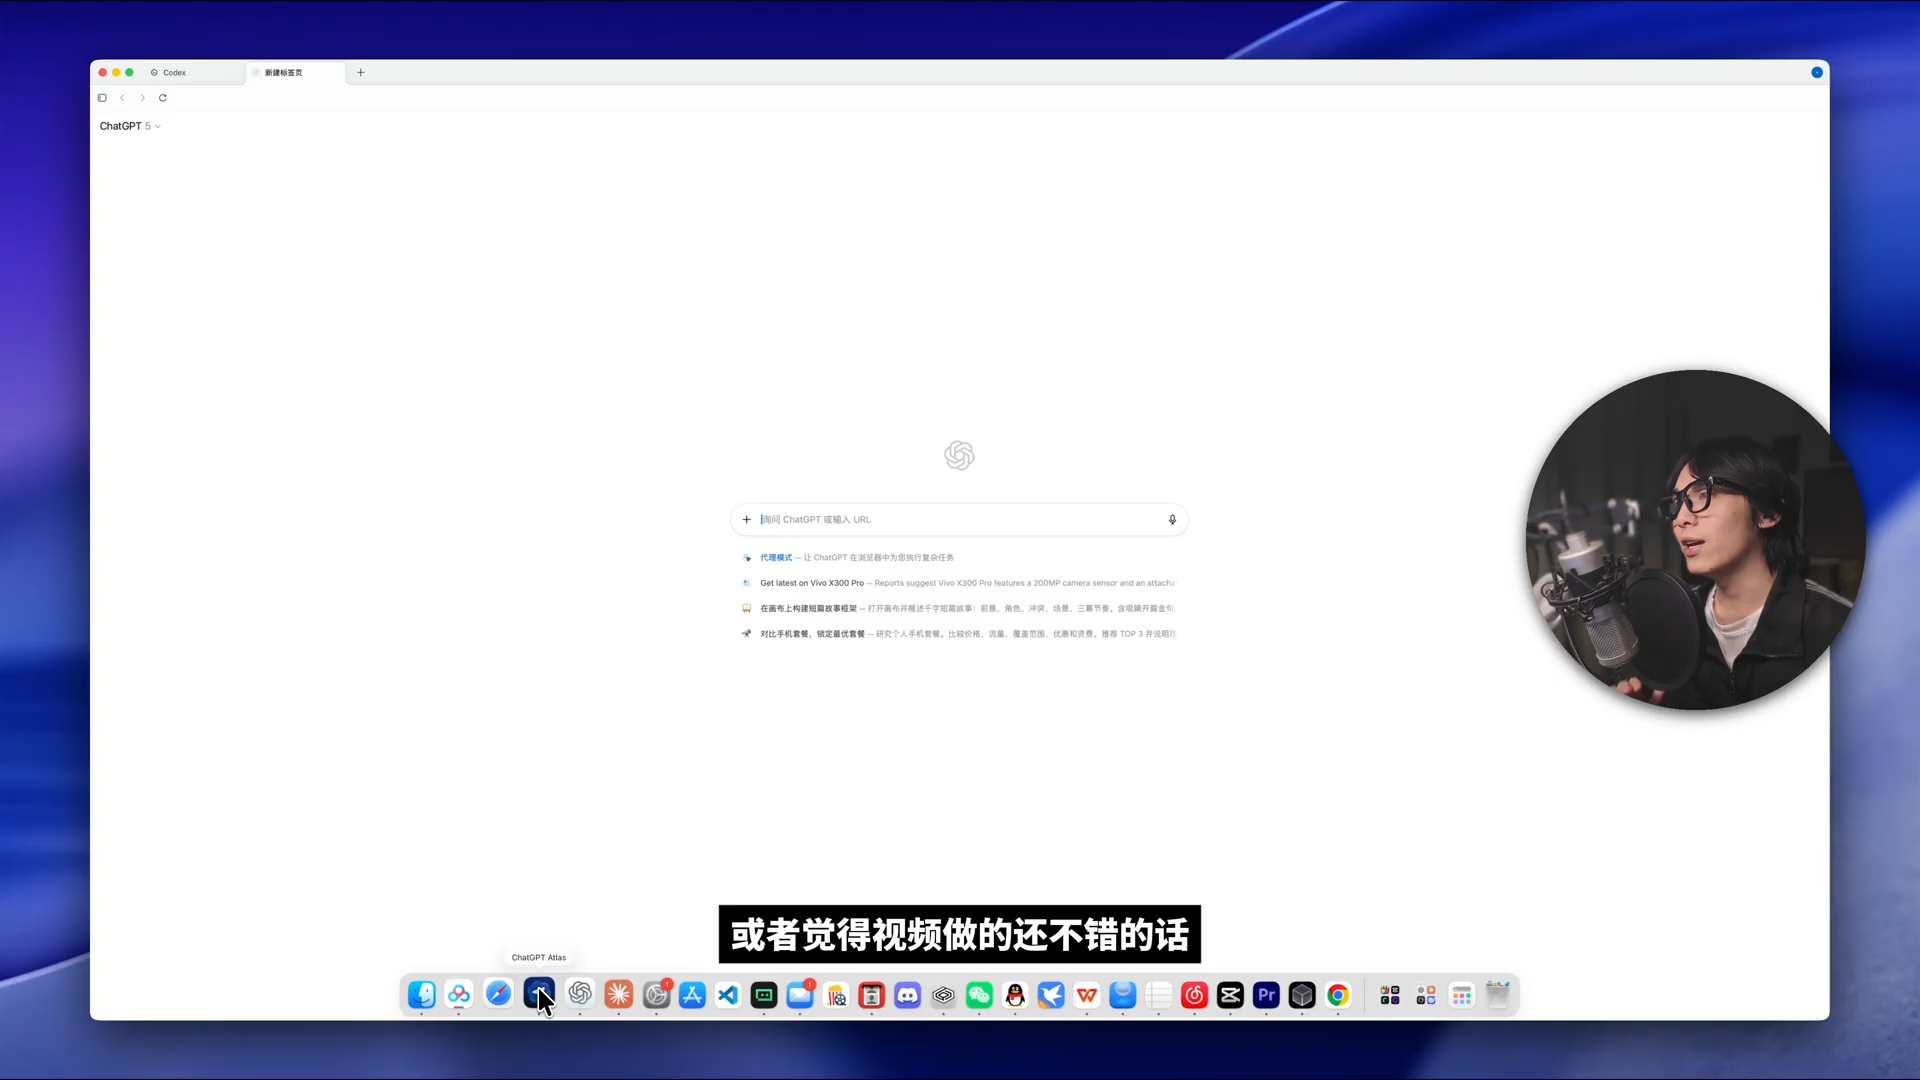 Codex
新建标签页
ChatGPT 5
询问 ChatGPT 或输入 URL
代理模式 — 让 ChatGPT 在浏览器中为您执行复杂任务
Get latest on Vivo X300 Pro — Reports suggest Vivo X300 Pro features a 200MP camera sensor and an attacha
在画布上构建短篇故事框架 — 打开画布并概述千字短篇故事：前景、角色、冲突、场景、三幕节奏。含吸睛开篇金句
对比手机套餐，锁定最优套餐 — 研究个人手机套餐。比较价格、流量、覆盖范围、优惠和资费。推荐 TOP 3 并说明
或者觉得视频做的还不错的话
ChatGPT Atlas
1
1
Pr